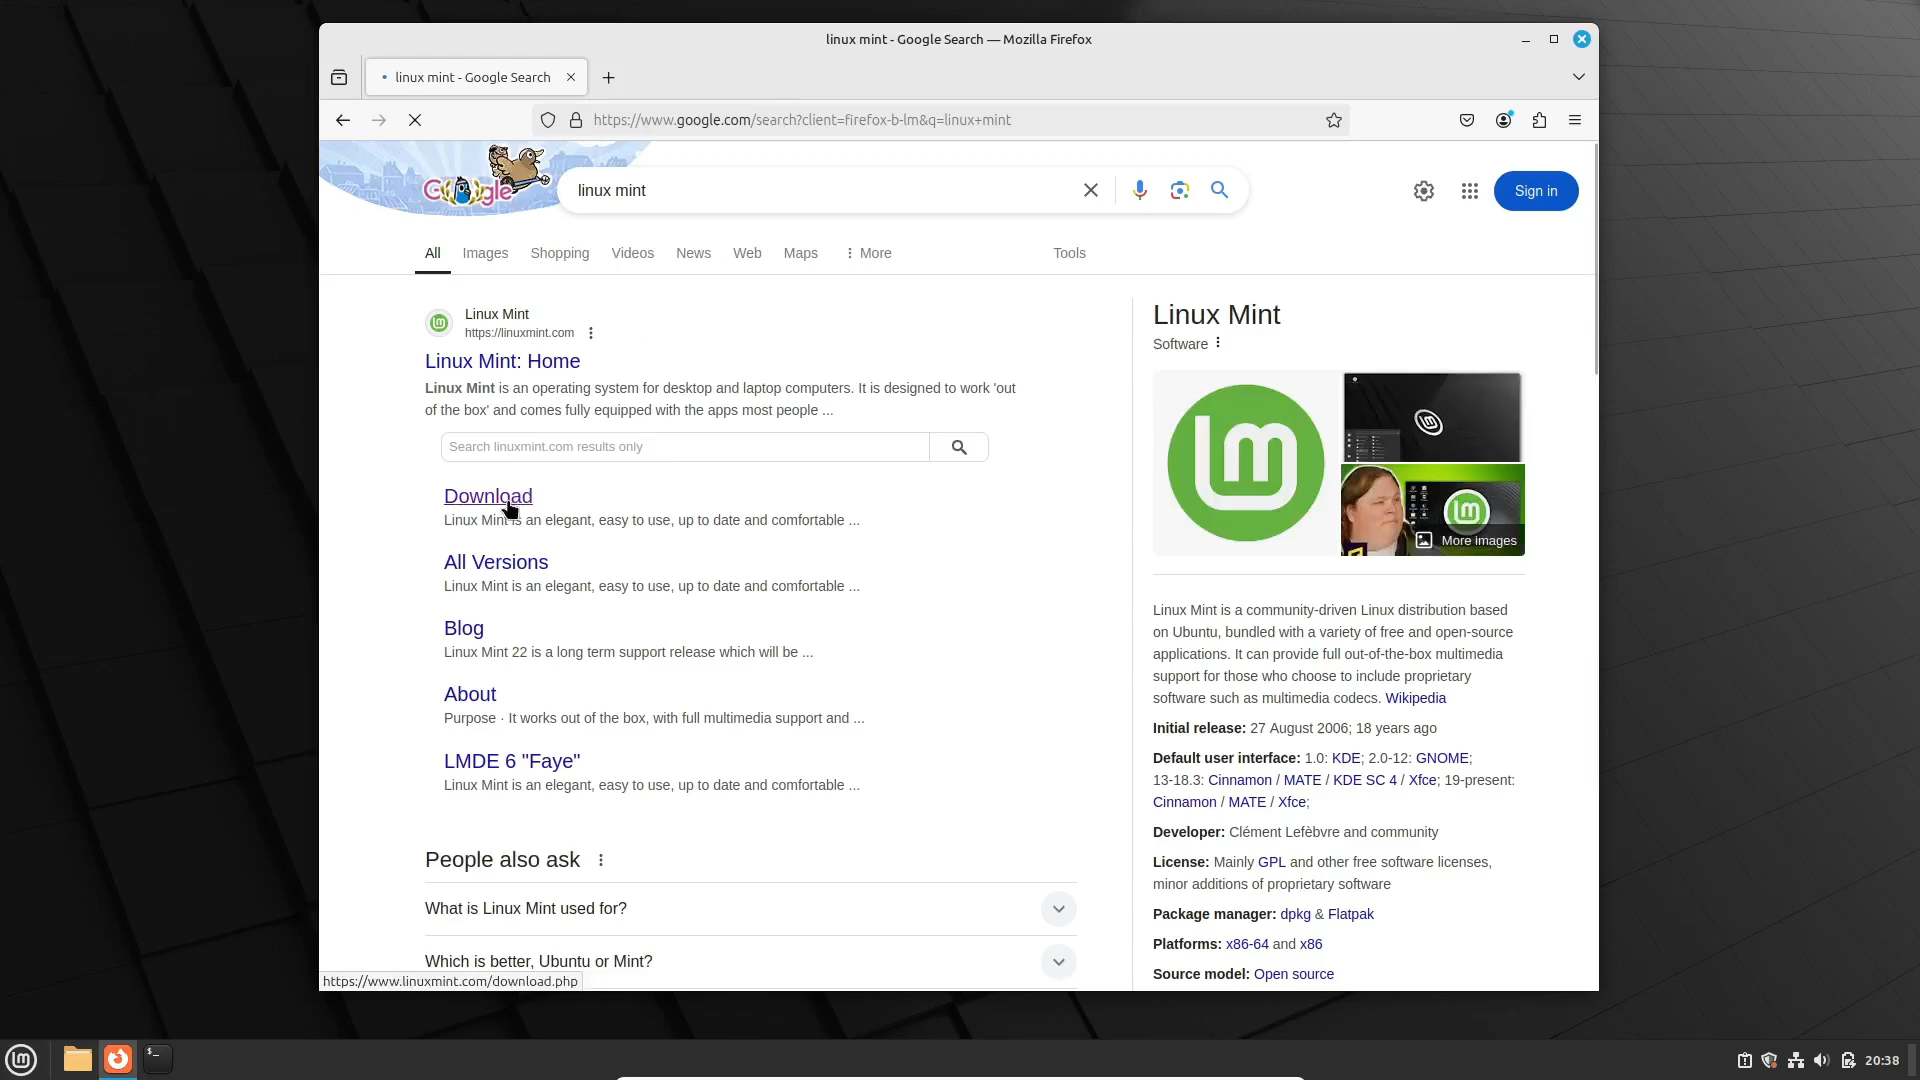 linux mint - Google Search — Mozilla Firefox
linux mint - Google Search
https://www.google.com/search?client=firefox-b-lm&q=linux+mint
Google
linux mint
Sign in
All Images Shopping Videos News Web Maps More Tools
Linux Mint
https://linuxmint.com
Linux Mint: Home
Linux Mint is an operating system for desktop and laptop computers. It is designed to work 'out
of the box' and comes fully equipped with the apps most people ...
Search linuxmint.com results only
Download
Linux Mint is an elegant, easy to use, up to date and comfortable ...
All Versions
Linux Mint is an elegant, easy to use, up to date and comfortable ...
Blog
Linux Mint 22 is a long term support release which will be ...
About
Purpose · It works out of the box, with full multimedia support and ...
LMDE 6 "Faye"
Linux Mint is an elegant, easy to use, up to date and comfortable ...
People also ask
What is Linux Mint used for?
Which is better, Ubuntu or Mint?
https://www.linuxmint.com/download.php
Linux Mint
Software
More images
Linux Mint is a community-driven Linux distribution based
on Ubuntu, bundled with a variety of free and open-source
applications. It can provide full out-of-the-box multimedia
support for those who choose to include proprietary
software such as multimedia codecs. Wikipedia
Initial release: 27 August 2006; 18 years ago
Default user interface: 1.0: KDE; 2.0-12: GNOME;
13-18.3: Cinnamon / MATE / KDE SC 4 / Xfce; 19-present:
Cinnamon / MATE / Xfce;
Developer: Clément Lefèbvre and community
License: Mainly GPL and other free software licenses,
minor additions of proprietary software
Package manager: dpkg & Flatpak
Platforms: x86-64 and x86
Source model: Open source
20:38